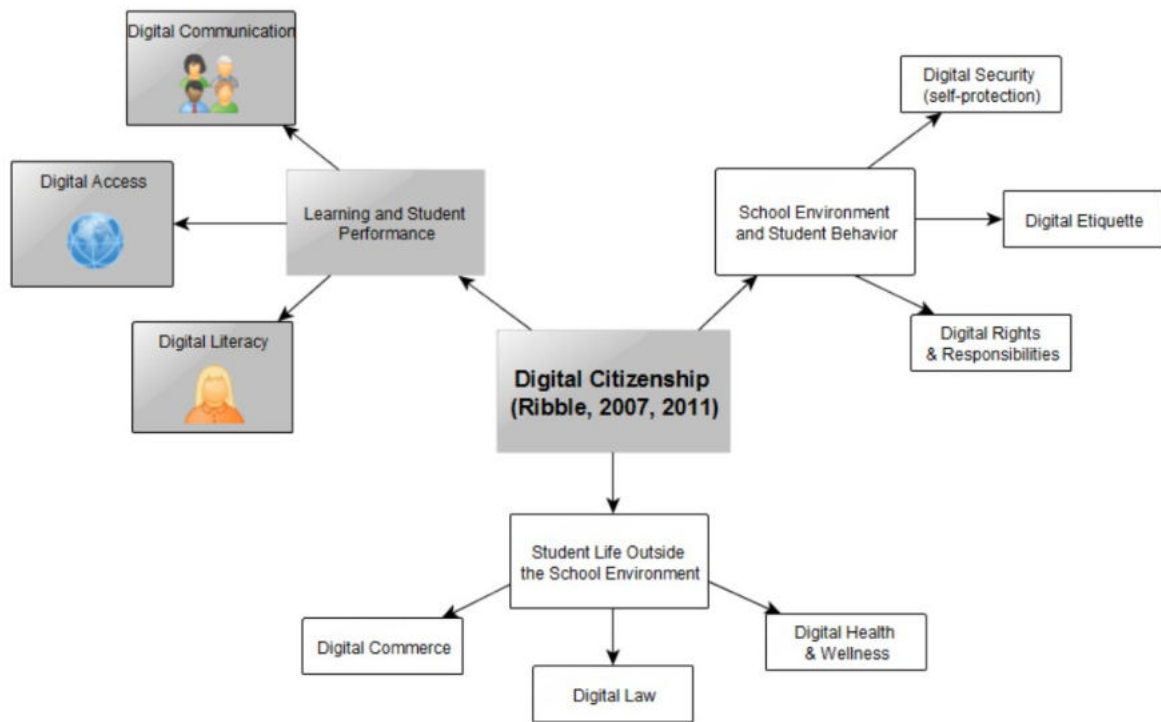 Digital Communication
Digital Access
Learning and Student
Performance
Digital Literacy
Digital Security
(self-protection)
School Environment
and Student Behavior
Digital Etiquette
Digital Rights
& Responsibilities
Digital Citizenship
(Ribble, 2007, 2011)
Student Life Outside
the School Environment
Digital Commerce
Digital Law
Digital Health
& Wellness